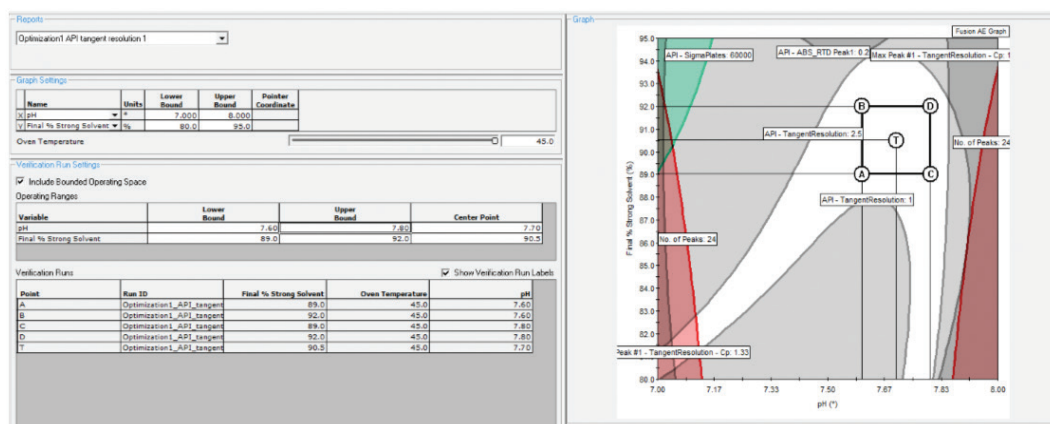 Reports
Optimization1 API tangent resolution 1
Graph Settings
Name Units Lower Bound Upper Bound Pointer Coordinate
X pH * 7.000 8.000
Y Final % Strong Solvent % 80.0 95.0
Oven Temperature 45.0
Verification Run Settings
Include Bounded Operating Space
Operating Ranges
Variable Lower Bound Upper Bound Center Point
pH 7.60 7.80 7.70
Final % Strong Solvent 89.0 92.0 90.5
Verification Runs Show Verification Run Labels
Point Run ID Final % Strong Solvent Oven Temperature pH
A Optimization1_API_tangent 89.0 45.0 7.60
B Optimization1_API_tangent 92.0 45.0 7.60
C Optimization1_API_tangent 89.0 45.0 7.80
D Optimization1_API_tangent 92.0 45.0 7.80
T Optimization1_API_tangent 90.5 45.0 7.70
Graph
Fusion AE Graph
API - SigmaPlates: 60000
API - ABS_RTD Peak1: 0.2
Max Peak #1 - TangentResolution - Cp: 1
B
D
API - TangentResolution: 2.5
T
No. of Peaks: 24
A
C
API - TangentResolution: 1
No. of Peaks: 24
Peak #1 - TangentResolution - Cp: 1.33
95.0
94.0
93.0
92.0
91.0
90.0
89.0
88.0
87.0
86.0
85.0
84.0
83.0
82.0
81.0
80.0
Final % Strong Solvent (%)
7.00 7.17 7.33 7.50 7.67 7.83 8.00
pH (*)